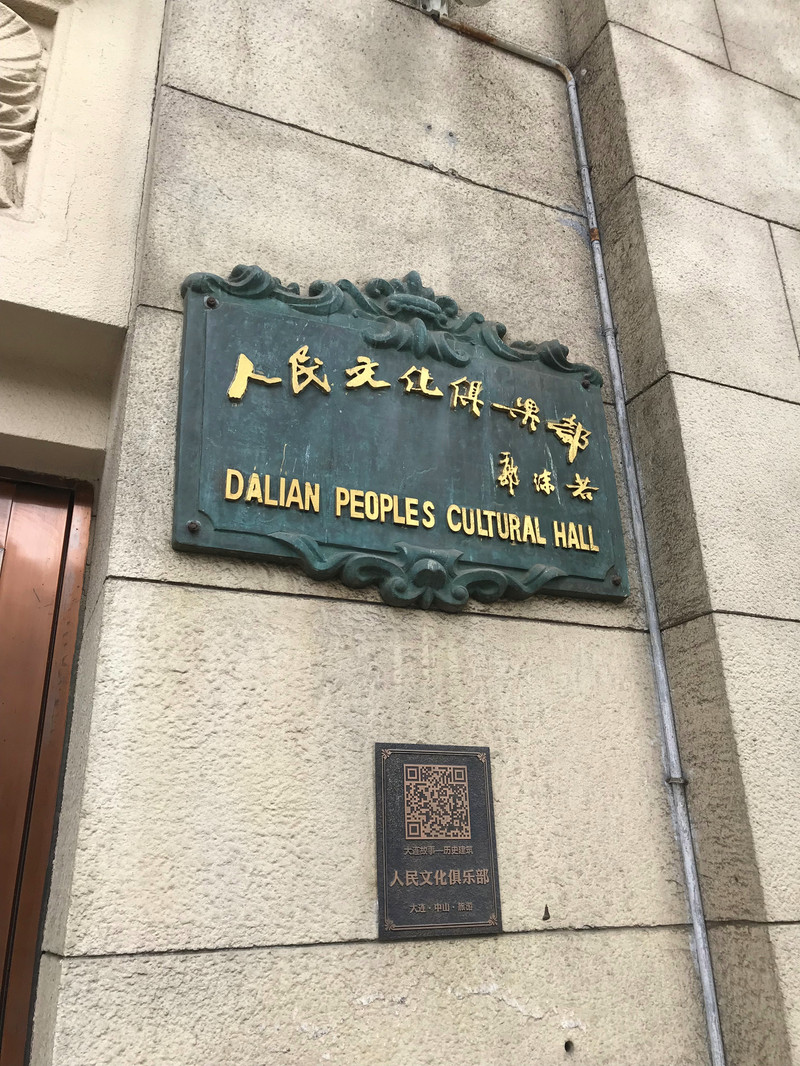 人民文化俱樂部
郭沫若
DALIAN PEOPLES CULTURAL HALL
大连故事—历史建筑
人民文化俱乐部
大连·中山·旅游